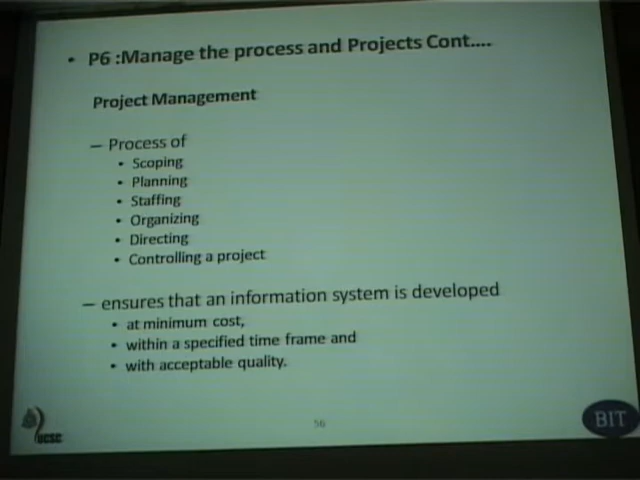 • P6 :Manage the process and Projects Cont....
Project Management
– Process of
• Scoping
• Planning
• Staffing
• Organizing
• Directing
• Controlling a project
– ensures that an information system is developed
• at minimum cost,
• within a specified time frame and
• with acceptable quality.
UCSC
56
BIT